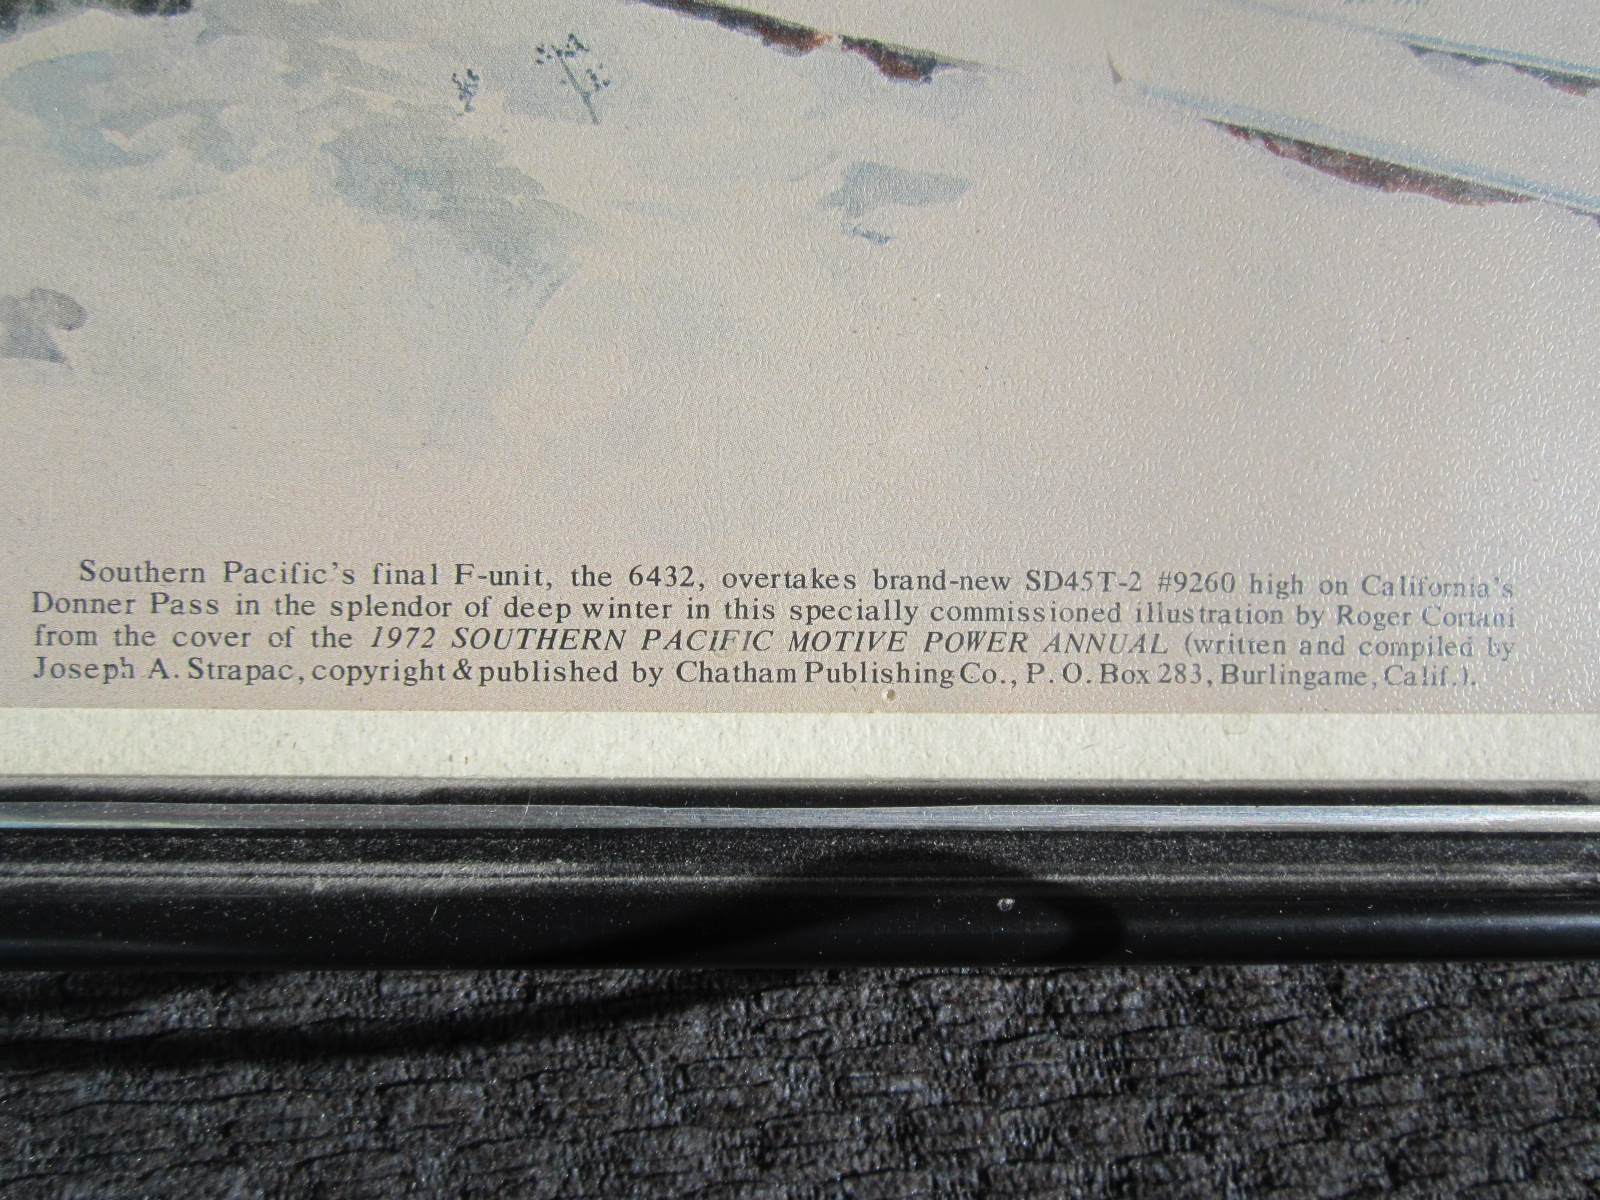 Southern Pacific's final F-unit, the 6432, overtakes brand-new SD45T-2 #9260 high on California's
Donner Pass in the splendor of deep winter in this specially commissioned illustration by Roger Cortani
from the cover of the 1972 SOUTHERN PACIFIC MOTIVE POWER ANNUAL (written and compiled by
Joseph A. Strapac, copyright & published by Chatham Publishing Co., P. O. Box 283, Burlingame, Calif.).